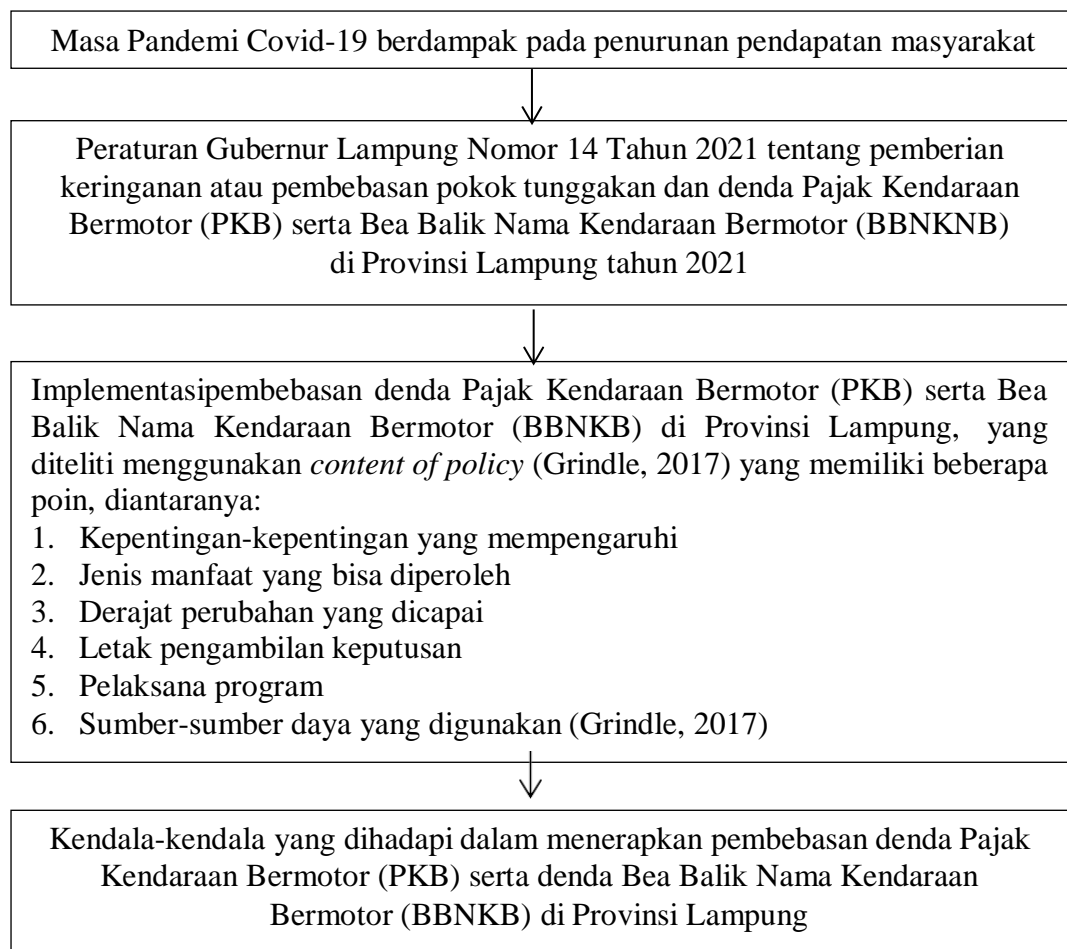 Masa Pandemi Covid-19 berdampak pada penurunan pendapatan masyarakat
Peraturan Gubernur Lampung Nomor 14 Tahun 2021 tentang pemberian
keringanan atau pembebasan pokok tunggakan dan denda Pajak Kendaraan
Bermotor (PKB) serta Bea Balik Nama Kendaraan Bermotor (BBNKNB)
di Provinsi Lampung tahun 2021
Implementasipembebasan denda Pajak Kendaraan Bermotor (PKB) serta Bea
Balik Nama Kendaraan Bermotor (BBNKB) di Provinsi Lampung, yang
diteliti menggunakan content of policy (Grindle, 2017) yang memiliki beberapa
poin, diantaranya:
1. Kepentingan-kepentingan yang mempengaruhi
2. Jenis manfaat yang bisa diperoleh
3. Derajat perubahan yang dicapai
4. Letak pengambilan keputusan
5. Pelaksana program
6. Sumber-sumber daya yang digunakan (Grindle, 2017)
Kendala-kendala yang dihadapi dalam menerapkan pembebasan denda Pajak
Kendaraan Bermotor (PKB) serta denda Bea Balik Nama Kendaraan
Bermotor (BBNKB) di Provinsi Lampung